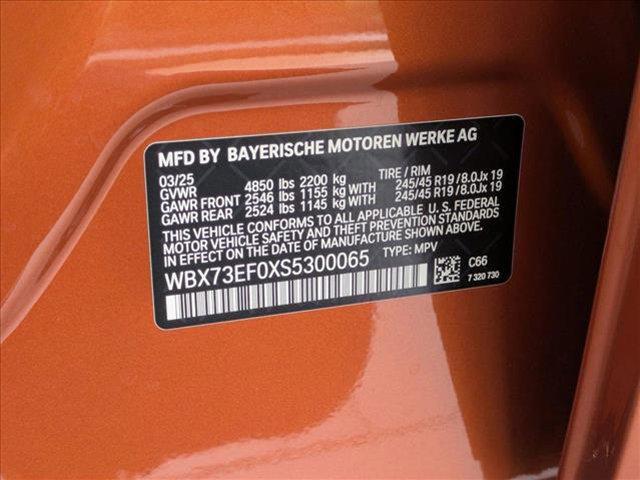 MFD BY BAYERISCHE MOTOREN WERKE AG
03/25 TIRE / RIM
GVWR 4850 lbs 2200 kg
GAWR FRONT 2546 lbs 1155 kg WITH 245/45 R19 / 8.0Jx 19
GAWR REAR 2524 lbs 1145 kg WITH 245/45 R19 / 8.0Jx 19
THIS VEHICLE CONFORMS TO ALL APPLICABLE U. S. FEDERAL
MOTOR VEHICLE SAFETY, BUMPER, AND THEFT PREVENTION
STANDARDS IN EFFECT ON THE DATE OF MANUFACTURE SHOWN ABOVE.
WBX73EF0XS5300065 TYPE: MPV
C66
7 320 730